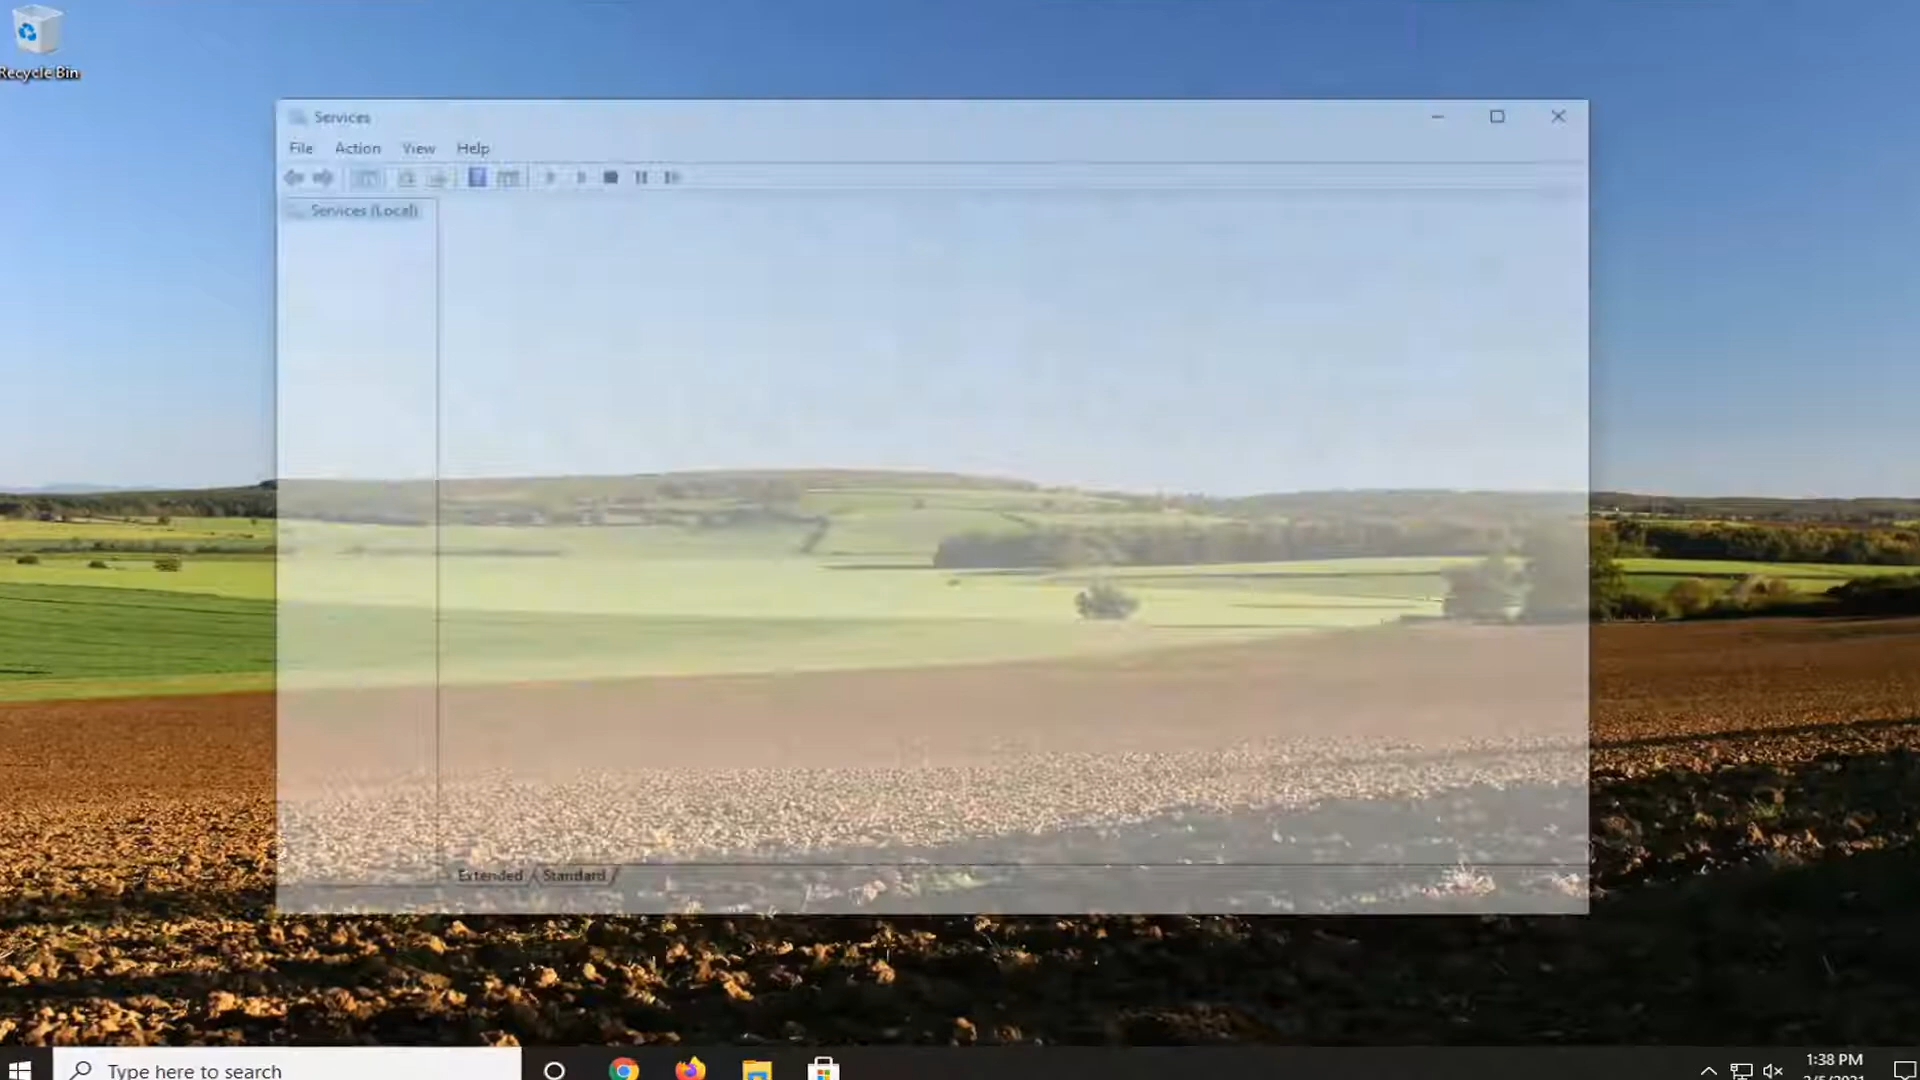 Recycle Bin
Services
File Action View Help
Services (Local)
Extended Standard
Type here to search
1:38 PM